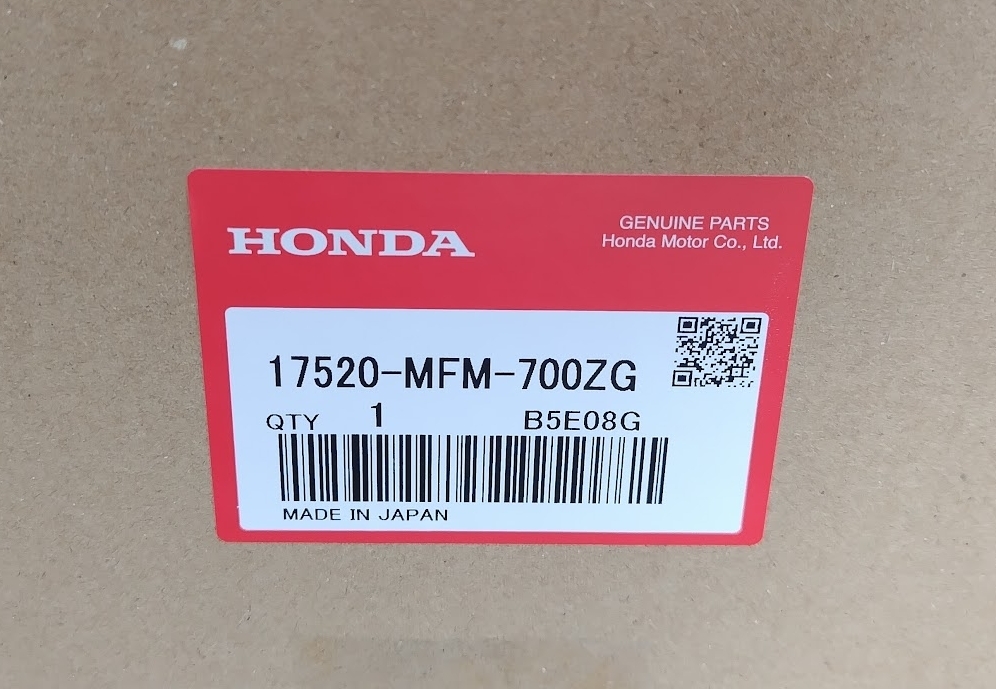 HONDA
GENUINE PARTS
Honda Motor Co., Ltd.
17520-MFM-700ZG
QTY 1 B5E08G
MADE IN JAPAN